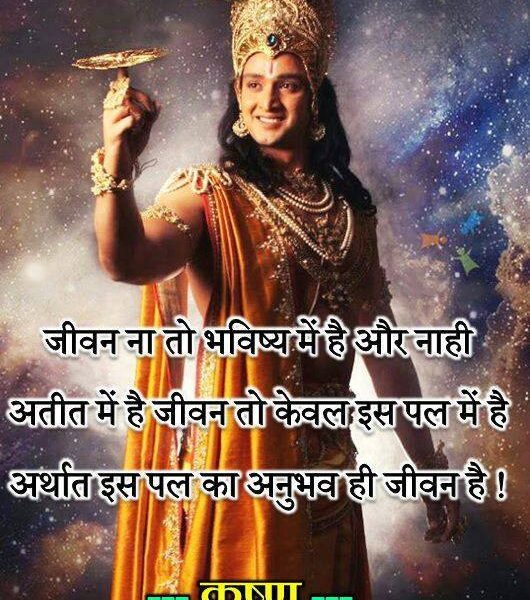 जीवन ना तो भविष्य में है और नाही
अतीत में है जीवन तो केवल इस पल में है
अर्थात इस पल का अनुभव ही जीवन है !
... कृष्ण ...